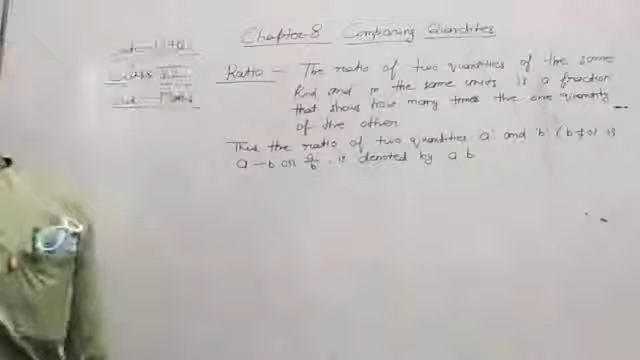 Chapter-8 Comparing Quantities
Sub - Maths
Ratio - The ratio of two quantities of the same
kind and in the same units is a fraction
that shows how many times the one quantity
of the other
Thus the ratio of two quantities 'a' and 'b' (b≠0) is
a ÷ b or a/b, is denoted by a b